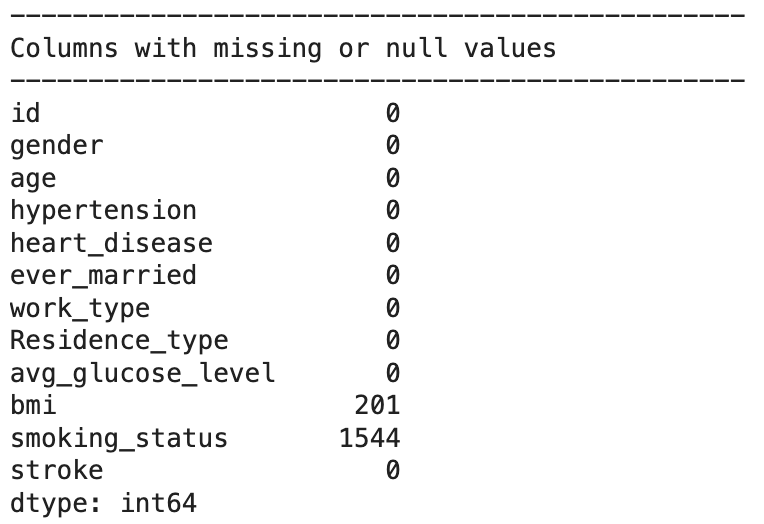 ------------------------------------------------
Columns with missing or null values
------------------------------------------------
id                      0
gender                  0
age                     0
hypertension            0
heart_disease           0
ever_married            0
work_type               0
Residence_type          0
avg_glucose_level       0
bmi                   201
smoking_status       1544
stroke                  0
dtype: int64